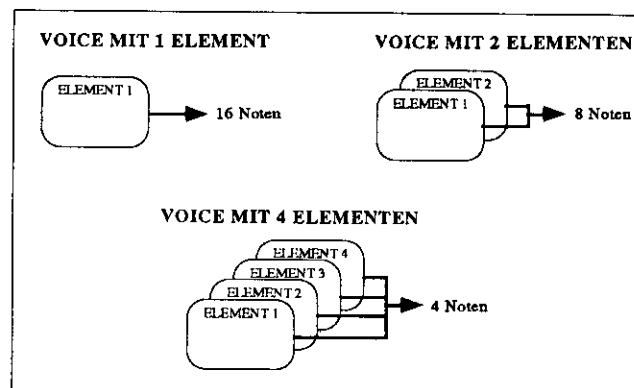 VOICE MIT 1 ELEMENT
ELEMENT 1
16 Noten
VOICE MIT 2 ELEMENTEN
ELEMENT 2
ELEMENT 1
8 Noten
VOICE MIT 4 ELEMENTEN
ELEMENT 4
ELEMENT 3
ELEMENT 2
ELEMENT 1
4 Noten